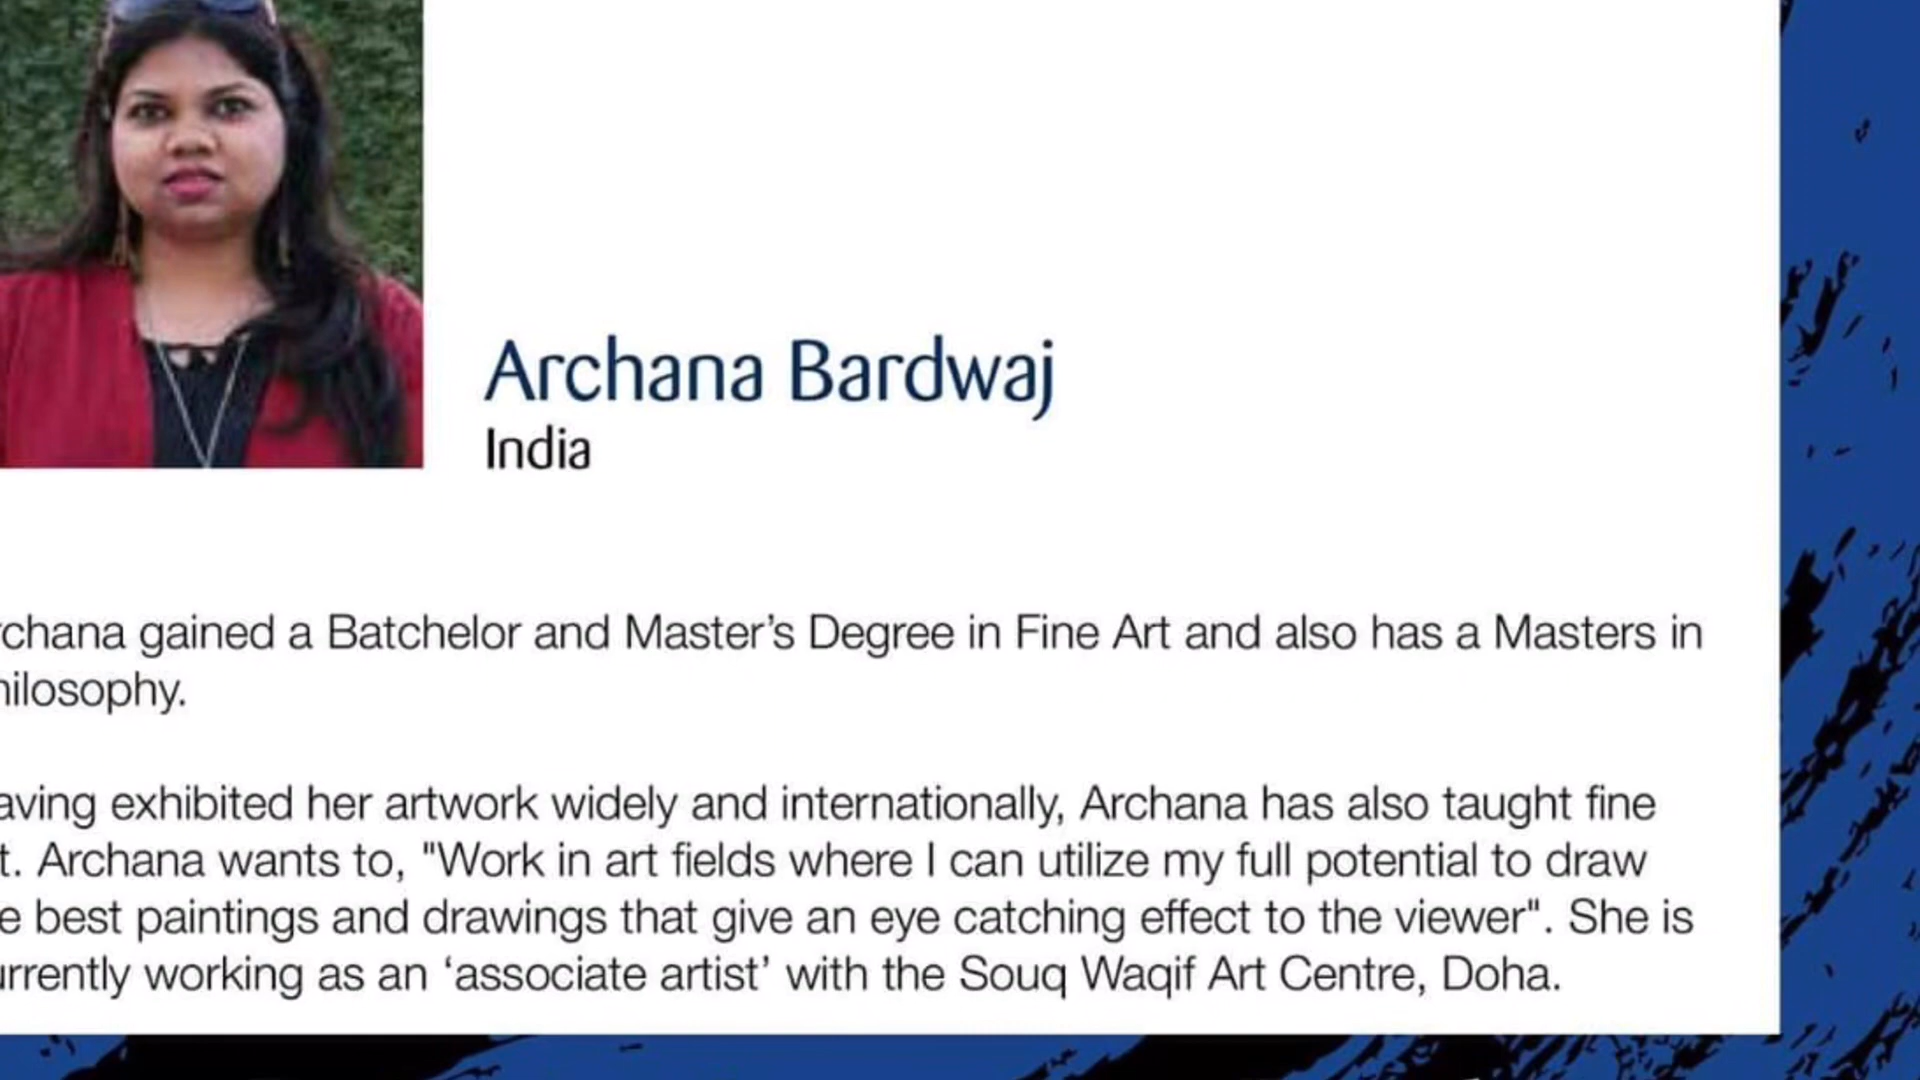 Archana Bardwaj
India
rchana gained a Batchelor and Master's Degree in Fine Art and also has a Masters in
hilosophy.
aving exhibited her artwork widely and internationally, Archana has also taught fine
t. Archana wants to, "Work in art fields where I can utilize my full potential to draw
e best paintings and drawings that give an eye catching effect to the viewer". She is
urrently working as an ‘associate artist’ with the Souq Waqif Art Centre, Doha.